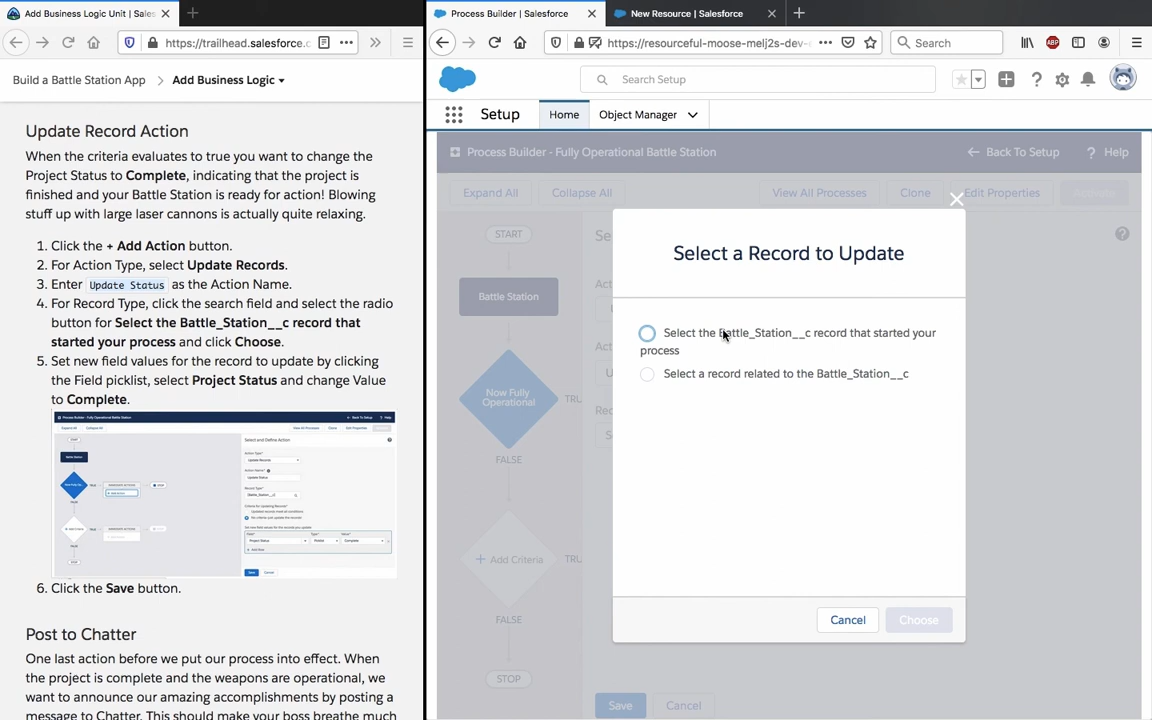 Add Business Logic Unit | Sales
Process Builder | Salesforce
New Resource | Salesforce
https://trailhead.salesforce.c
https://resourceful-moose-melj2s-dev-
Search
ABP
Build a Battle Station App
Add Business Logic
Search Setup
Setup
Home
Object Manager
Process Builder - Fully Operational Battle Station
Back To Setup
? Help
Expand All
Collapse All
View All Processes
Clone
Edit Properties
START
Battle Station
Now Fully
Operational
TRU
FALSE
+ Add Criteria
TRU
FALSE
STOP
Se
Act
Act
U
Rec
S
Save
Cancel
Select a Record to Update
Select the Battle_Station__c record that started your
process
Select a record related to the Battle_Station__c
Cancel
Choose
Update Record Action
When the criteria evaluates to true you want to change the
Project Status to Complete, indicating that the project is
finished and your Battle Station is ready for action! Blowing
stuff up with large laser cannons is actually quite relaxing.
1. Click the + Add Action button.
2. For Action Type, select Update Records.
3. Enter Update Status as the Action Name.
4. For Record Type, click the search field and select the radio
button for Select the Battle_Station__c record that
started your process and click Choose.
5. Set new field values for the record to update by clicking
the Field picklist, select Project Status and change Value
to Complete.
6. Click the Save button.
Post to Chatter
One last action before we put our process into effect. When
the project is complete and the weapons are operational, we
want to announce our amazing accomplishments by posting a
message to Chatter. This should make your boss breathe much